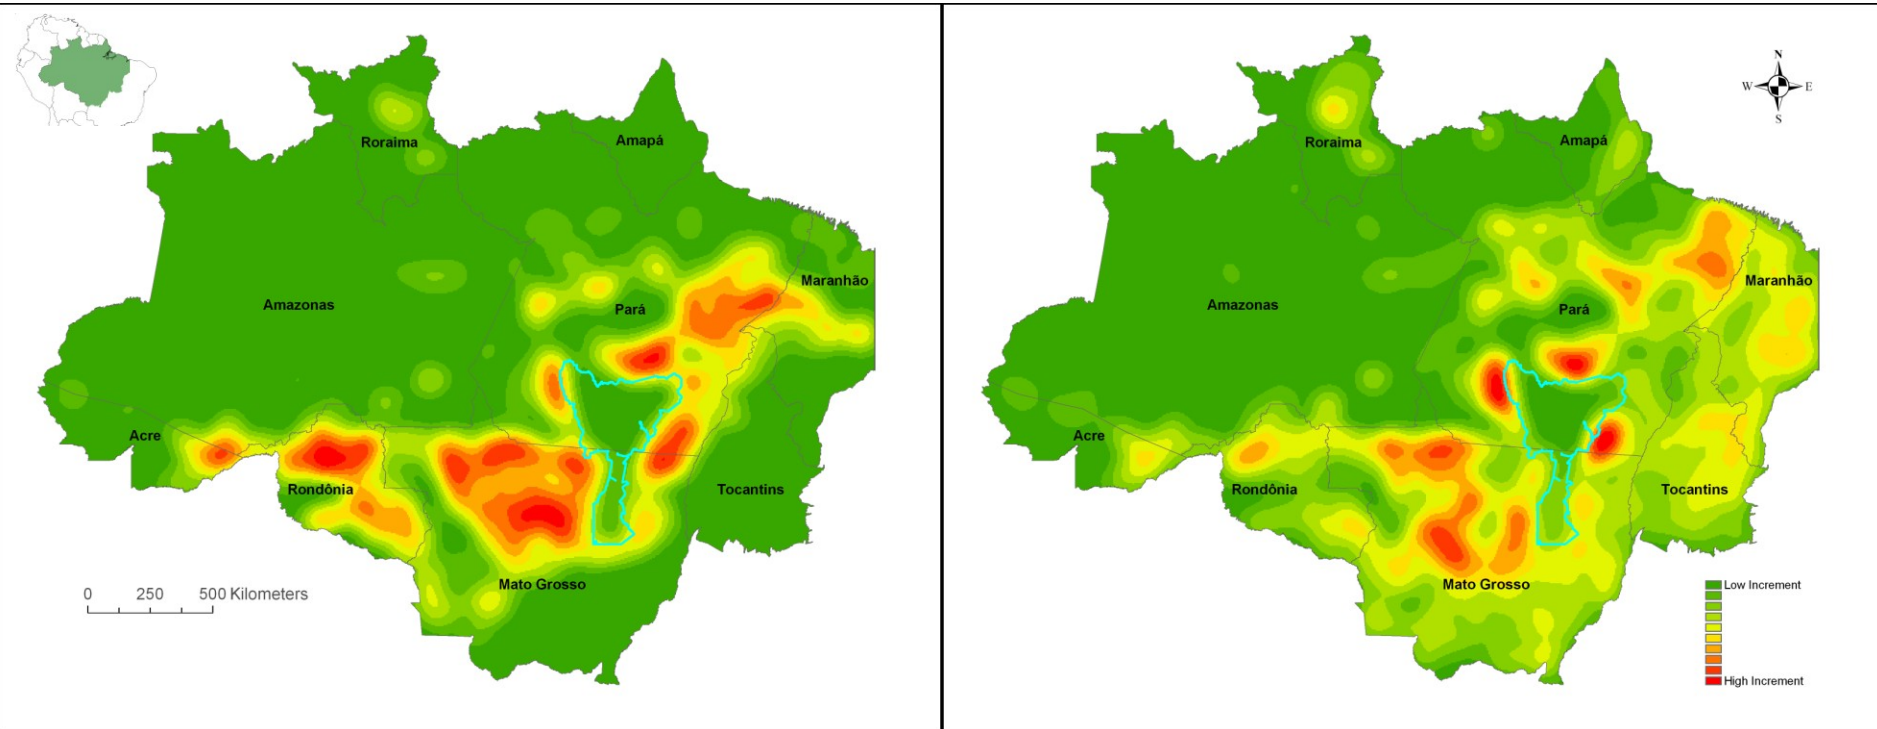 Roraima
Amapá
Maranhão
Amazonas
Pará
Acre
Rondônia
Tocantins
Mato Grosso
0 250 500 Kilometers
N
W E
S
Roraima
Amapá
Maranhão
Amazonas
Pará
Acre
Rondônia
Tocantins
Mato Grosso
Low Increment
High Increment